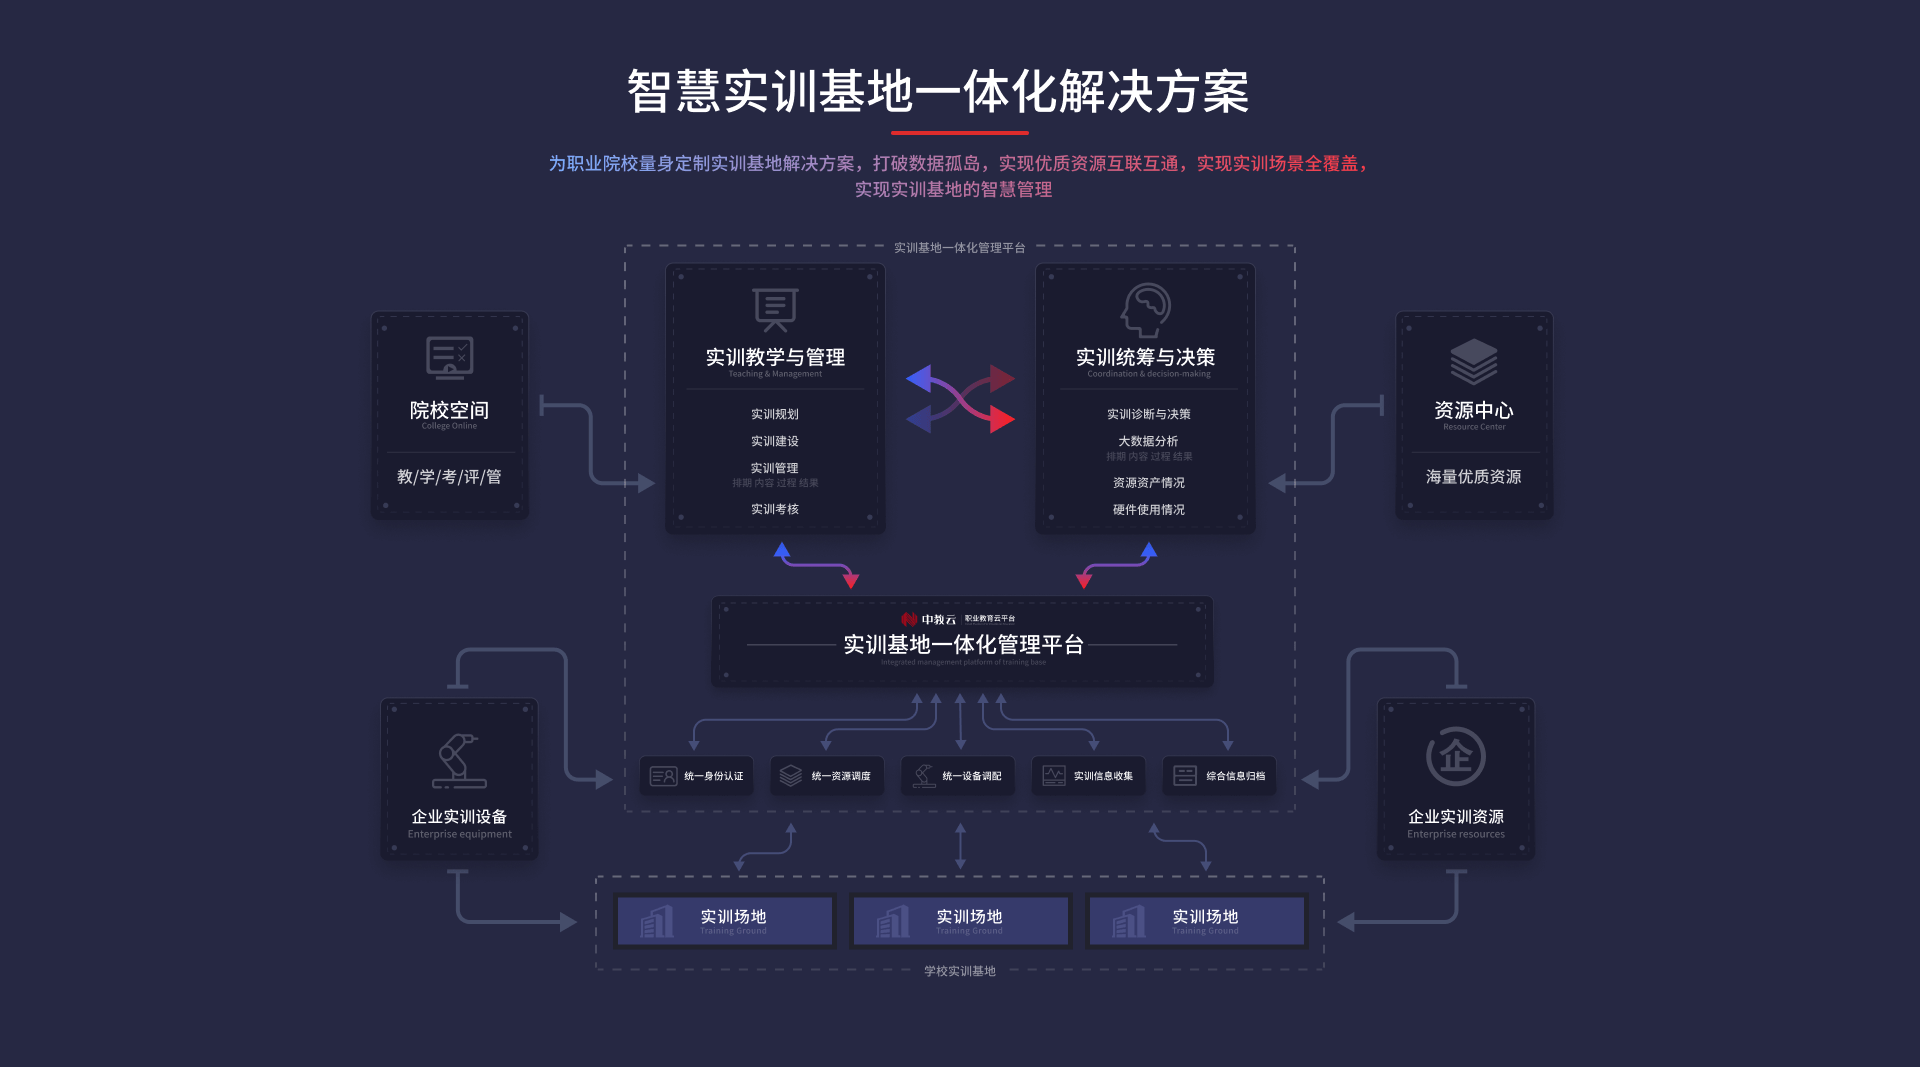 智慧实训基地一体化解决方案
为职业院校量身定制实训基地解决方案，打破数据孤岛，实现优质资源互联互通，实现实训场景全覆盖，
实现实训基地的智慧管理
实训基地一体化管理平台
实训教学与管理
Teaching & Management
实训规划
实训建设
实训管理
排期 内容 过程 结果
实训考核
实训统筹与决策
Coordination & decision-making
实训诊断与决策
大数据分析
排期 内容 过程 结果
资源资产情况
硬件使用情况
院校空间
College Online
教/学/考/评/管
资源中心
Resource Center
海量优质资源
中教云 职业教育云平台
实训基地一体化管理平台
Integrated management platform of training base
企业实训设备
Enterprise equipment
企
企业实训资源
Enterprise resources
统一身份认证
统一资源调度
统一设备调配
实训信息收集
综合信息归档
实训场地
Training Ground
实训场地
Training Ground
实训场地
Training Ground
学校实训基地